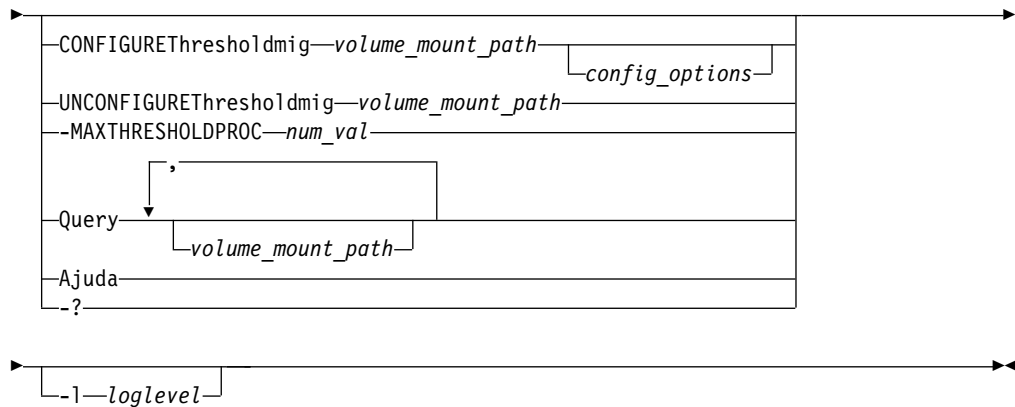 CONFIGUREThresholdmig volume_mount_path
config_options
UNCONFIGUREThresholdmig volume_mount_path
-MAXTHRESHOLDPROC num_val
,
Query
volume_mount_path
Ajuda
-?
-l loglevel